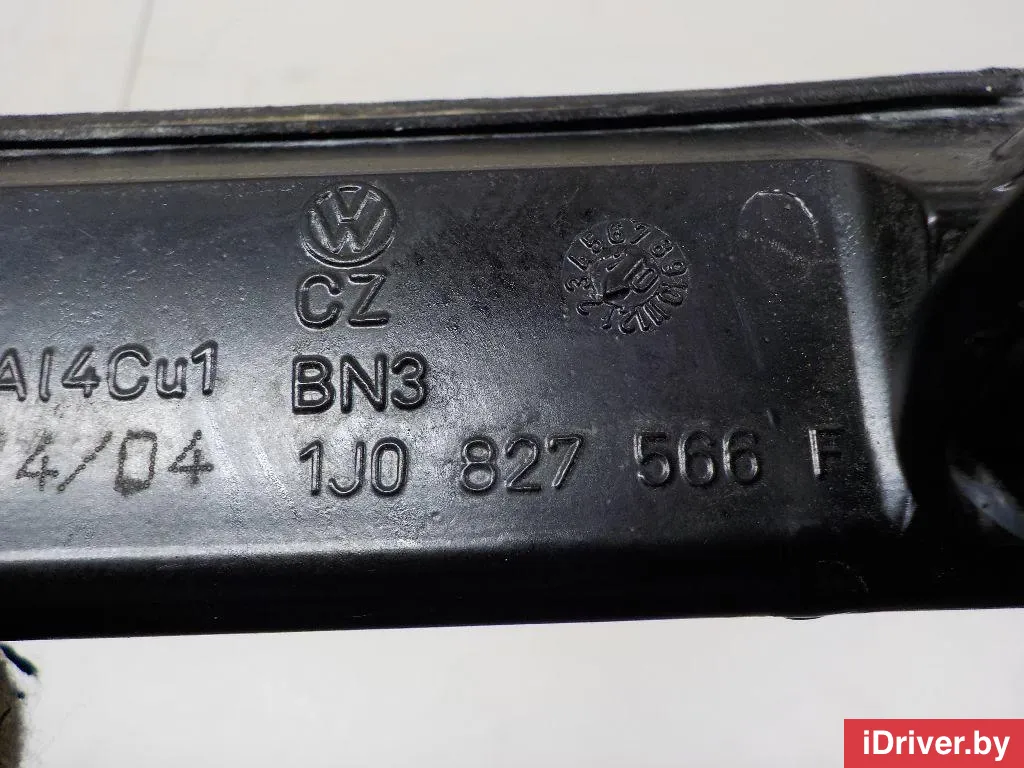 CZ
BN3
Al4Cu1
4/04
1J0 827 566 F
iDriver.by